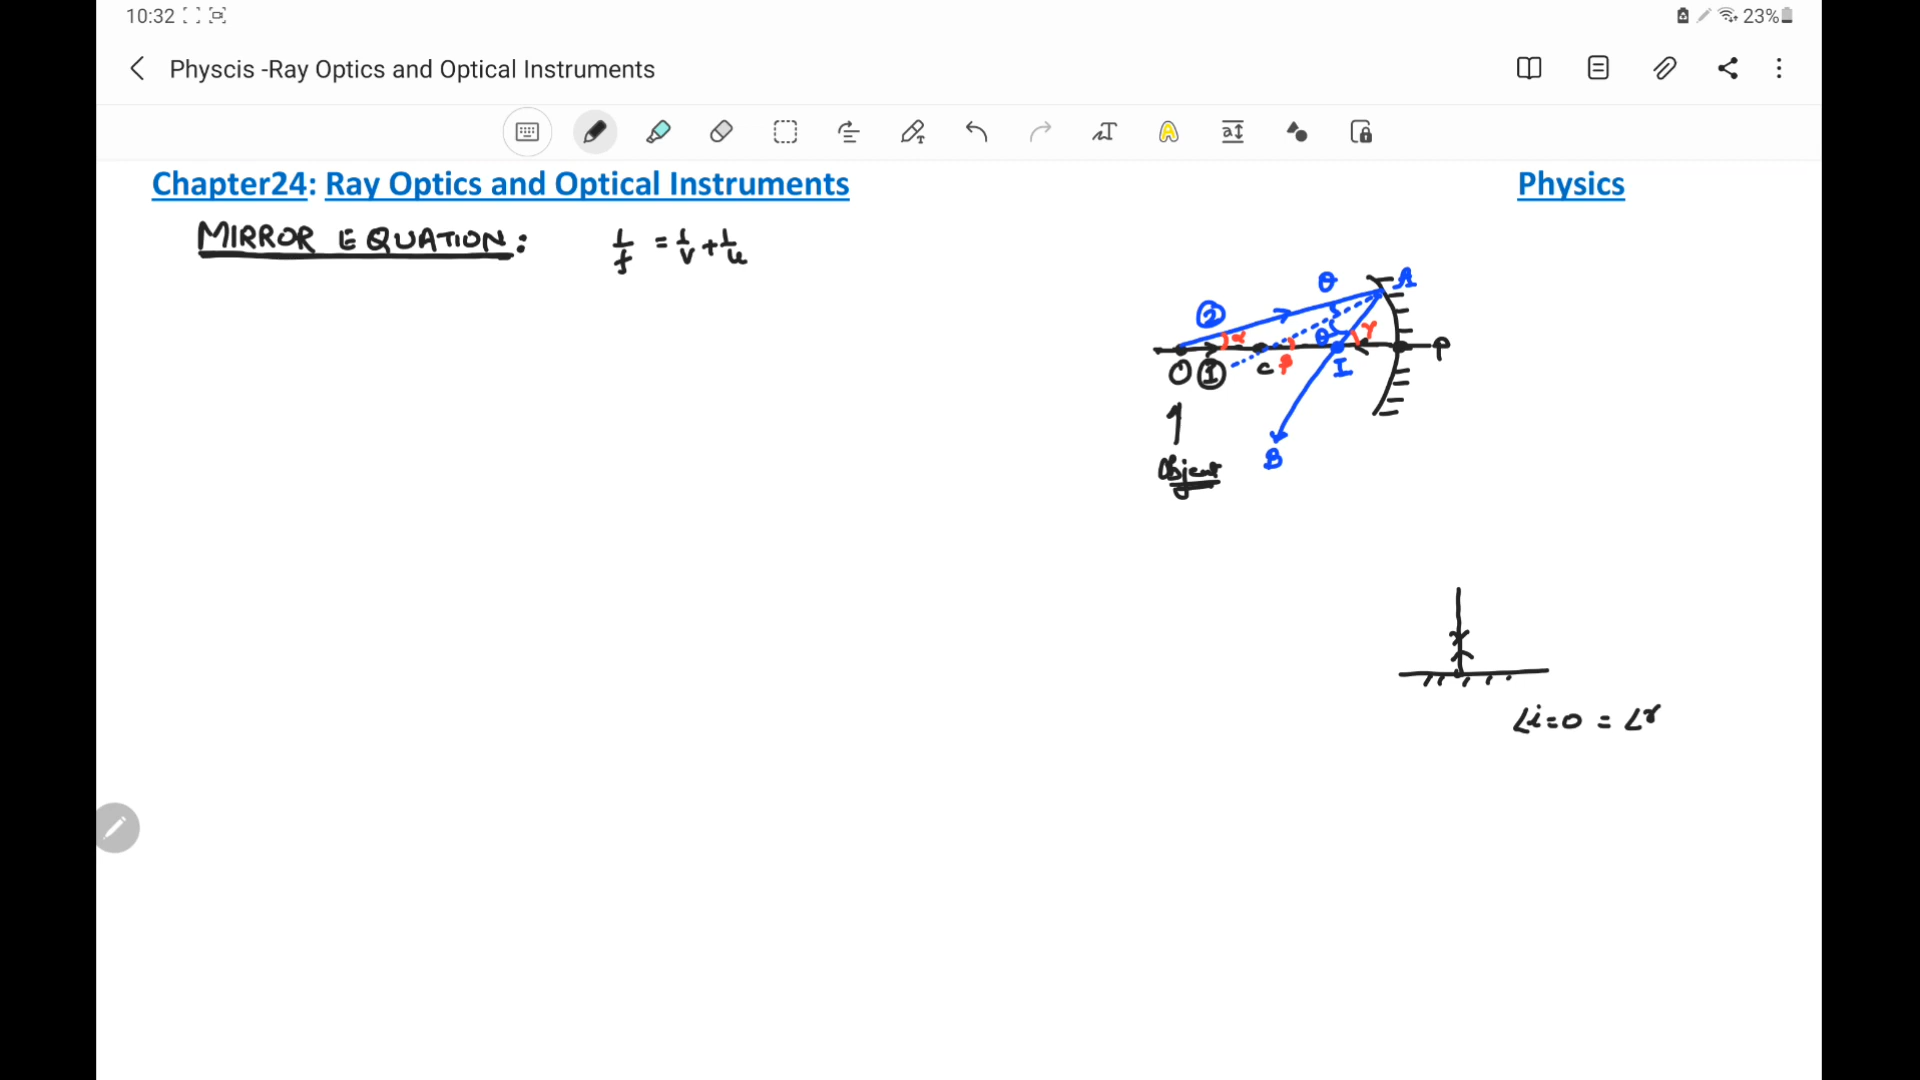 10:32
23%
Physcis -Ray Optics and Optical Instruments
Chapter24: Ray Optics and Optical Instruments
Physics
MIRROR EQUATION:
1/f = 1/v + 1/u
θ A
② α θ γ P
O ① C β I
B
Object
∠i=0 = ∠r